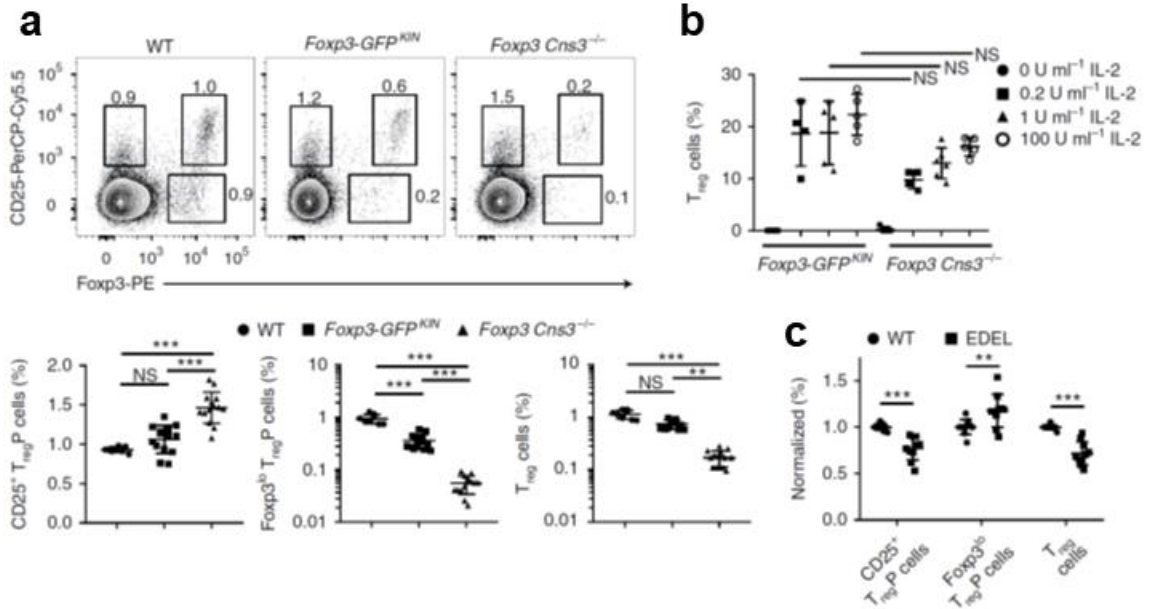 a
WT
Foxp3-GFP^KIN
Foxp3 Cns3^−/−
CD25-PerCP-Cy5.5
10^5
10^4
10^3
0
0.9
1.0
0.9
1.2
0.6
0.2
1.5
0.2
0.1
0 10^3 10^4 10^5
Foxp3-PE
b
NS
NS
NS
T_reg cells (%)
30
20
10
0
Foxp3-GFP^KIN
Foxp3 Cns3^−/−
● 0 U ml^−1 IL-2
■ 0.2 U ml^−1 IL-2
▲ 1 U ml^−1 IL-2
○ 100 U ml^−1 IL-2
● WT ■ Foxp3-GFP^KIN ▲ Foxp3 Cns3^−/−
CD25^+ T_regP cells (%)
2.0
1.5
1.0
0.5
0.0
***
***
NS
Foxp3^lo T_regP cells (%)
10
1
0.1
0.01
***
***
***
T_reg cells (%)
10
1
0.1
0.01
***
**
NS
c
● WT ■ EDEL
Normalized (%)
1.5
1.0
0.5
0.0
***
**
***
CD25^+
T_regP cells
Foxp3^lo
T_regP cells
T_reg
cells